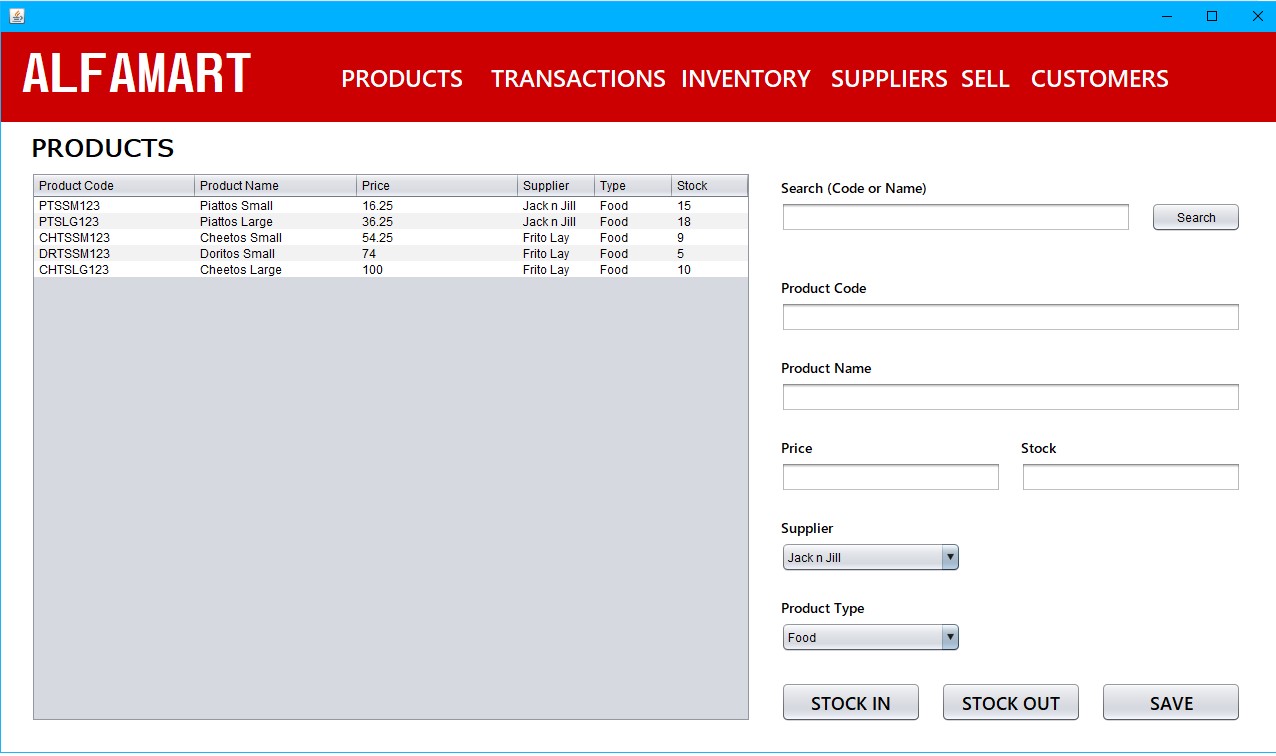 ALFAMART
PRODUCTS TRANSACTIONS INVENTORY SUPPLIERS SELL CUSTOMERS
PRODUCTS
Product Code Product Name Price Supplier Type Stock
PTSSM123 Piattos Small 16.25 Jack n Jill Food 15
PTSLG123 Piattos Large 36.25 Jack n Jill Food 18
CHTSSM123 Cheetos Small 54.25 Frito Lay Food 9
DRTSSM123 Doritos Small 74 Frito Lay Food 5
CHTSLG123 Cheetos Large 100 Frito Lay Food 10
Search (Code or Name)
Search
Product Code
Product Name
Price Stock
Supplier
Jack n Jill
Product Type
Food
STOCK IN STOCK OUT SAVE